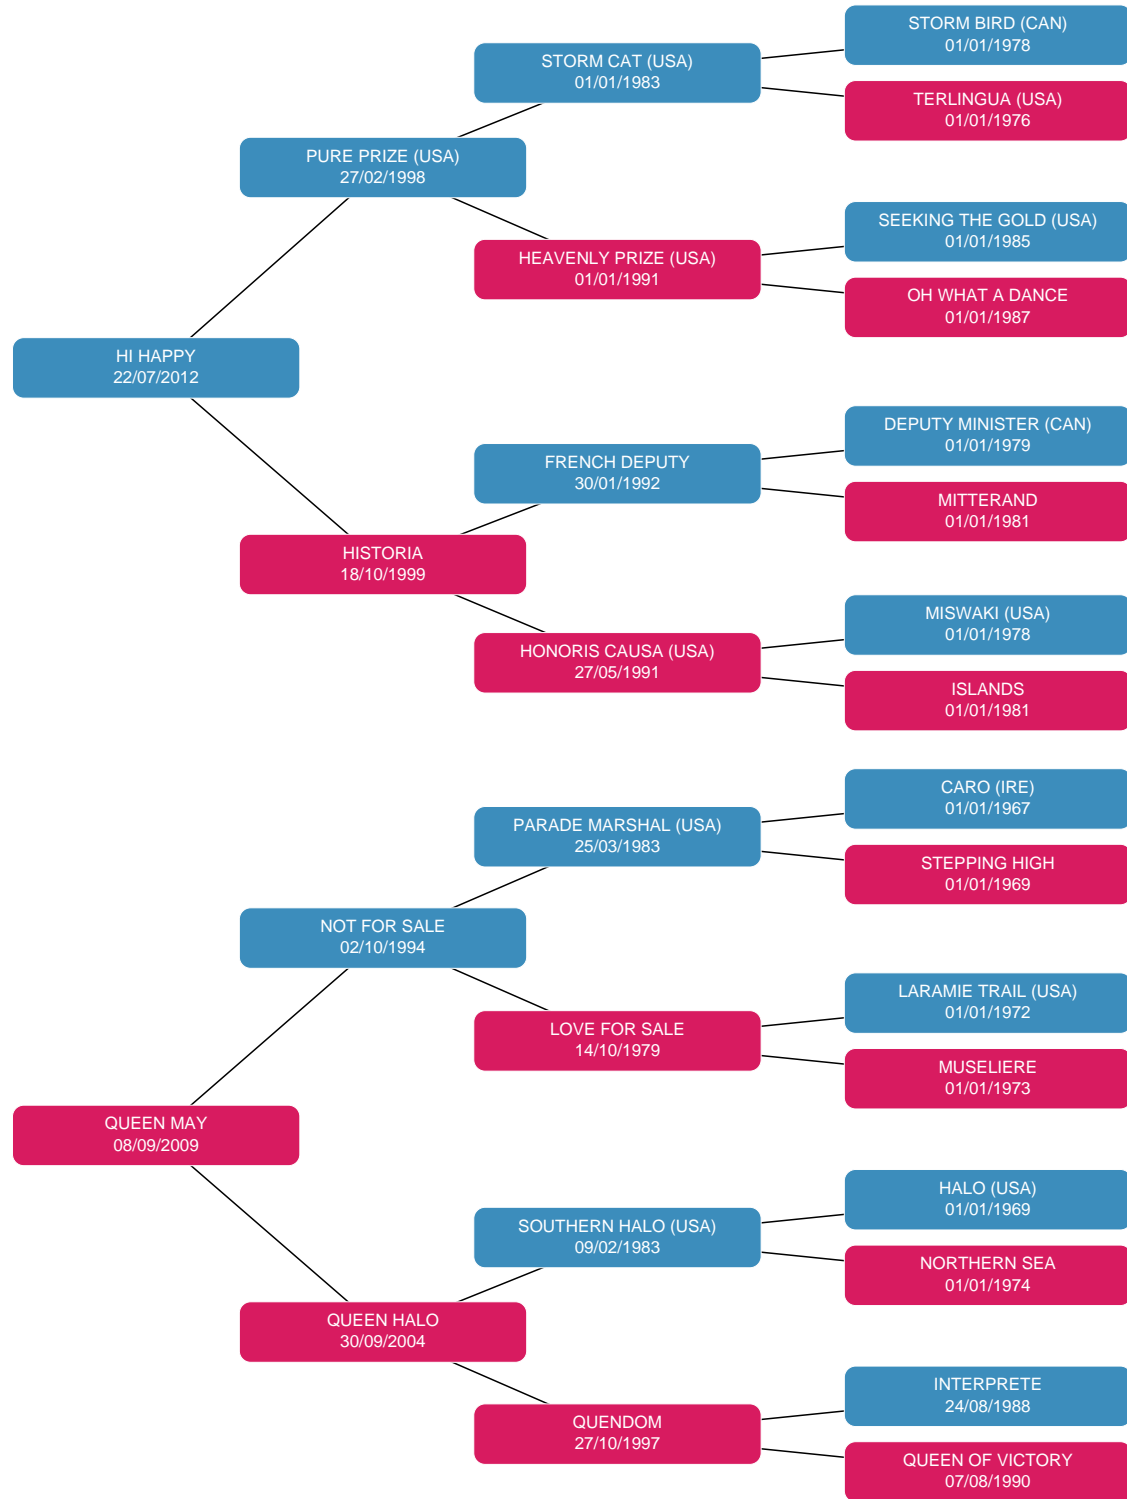 STORM BIRD (CAN)
01/01/1978
STORM CAT (USA)
01/01/1983
TERLINGUA (USA)
01/01/1976
PURE PRIZE (USA)
27/02/1998
SEEKING THE GOLD (USA)
01/01/1985
HEAVENLY PRIZE (USA)
01/01/1991
OH WHAT A DANCE
01/01/1987
HI HAPPY
22/07/2012
DEPUTY MINISTER (CAN)
01/01/1979
FRENCH DEPUTY
30/01/1992
MITTERAND
01/01/1981
HISTORIA
18/10/1999
MISWAKI (USA)
01/01/1978
HONORIS CAUSA (USA)
27/05/1991
ISLANDS
01/01/1981
CARO (IRE)
01/01/1967
PARADE MARSHAL (USA)
25/03/1983
STEPPING HIGH
01/01/1969
NOT FOR SALE
02/10/1994
LARAMIE TRAIL (USA)
01/01/1972
LOVE FOR SALE
14/10/1979
MUSELIERE
01/01/1973
QUEEN MAY
08/09/2009
HALO (USA)
01/01/1969
SOUTHERN HALO (USA)
09/02/1983
NORTHERN SEA
01/01/1974
QUEEN HALO
30/09/2004
INTERPRETE
24/08/1988
QUENDOM
27/10/1997
QUEEN OF VICTORY
07/08/1990